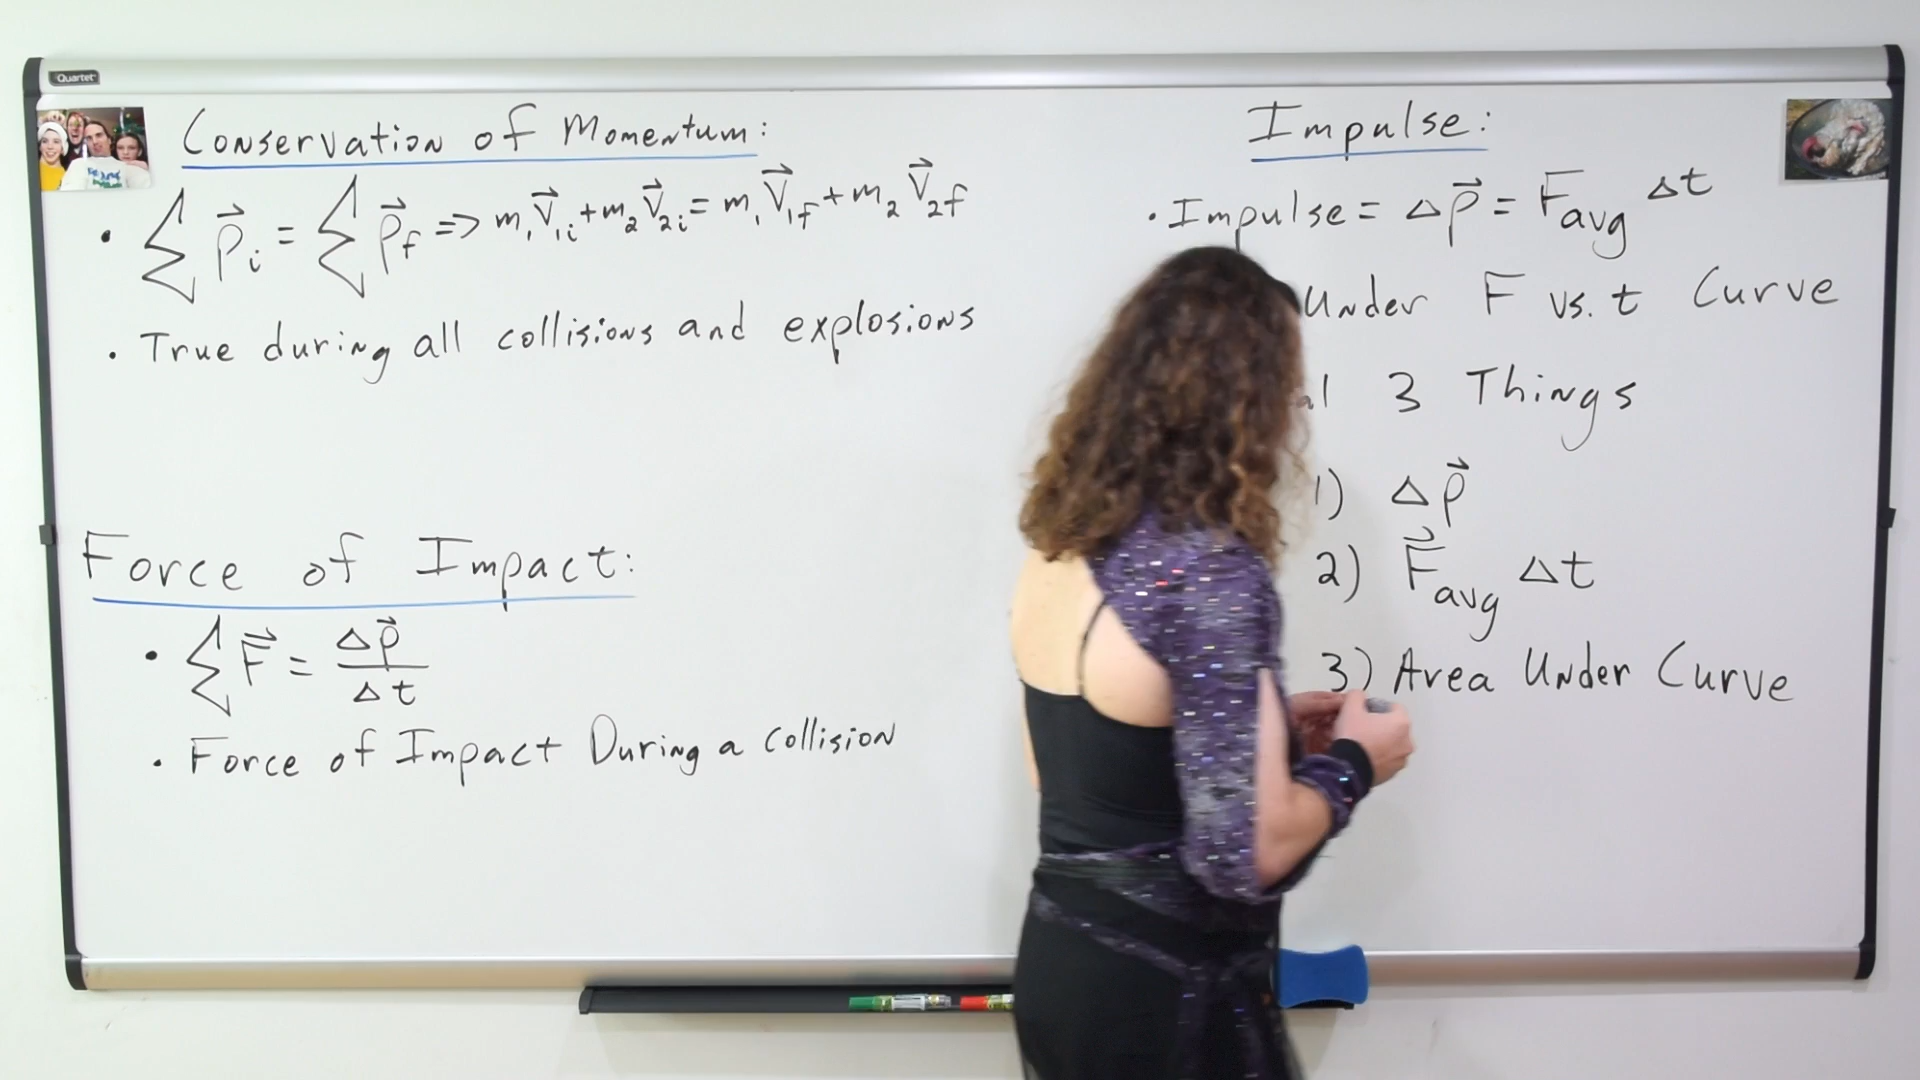 Quartet
Conservation of Momentum:
• Σ p⃗ᵢ = Σ p⃗f => m₁v⃗₁ᵢ + m₂v⃗₂ᵢ = m₁v⃗₁f + m₂v⃗₂f
• True during all collisions and explosions
Force of Impact:
• ΣF⃗ = Δp⃗ / Δt
• Force of Impact During a collision
Impulse:
• Impulse = Δp⃗ = Favg Δt
Under F vs. t Curve
3 Things
1) Δp⃗
2) F⃗avg Δt
3) Area Under Curve